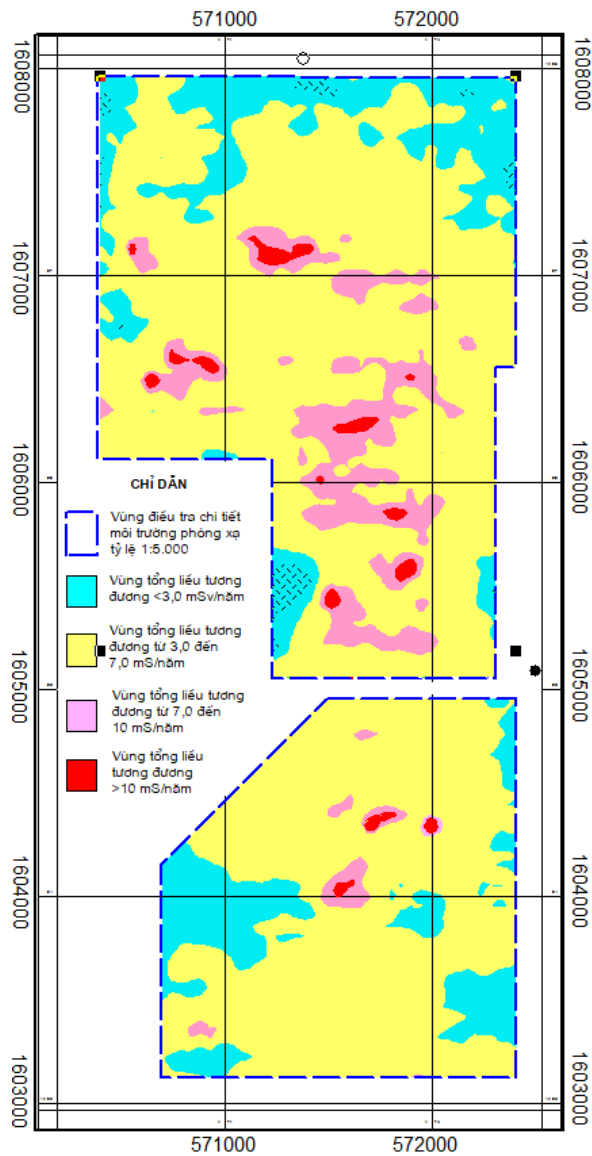 571000 572000
1608000 1608000
1607000 1607000
1606000 1606000
CHỈ DẪN
Vùng điều tra chi tiết
môi trường phóng xạ
tỷ lệ 1:5.000
Vùng tổng liều tương
đương <3,0 mSv/năm
Vùng tổng liều tương
đương từ 3,0 đến
7,0 mS/năm
Vùng tổng liều tương
đương từ 7,0 đến
10 mS/năm
Vùng tổng liều
tương đương
>10 mS/năm
1605000 1605000
1604000 1604000
1603000 1603000
571000 572000